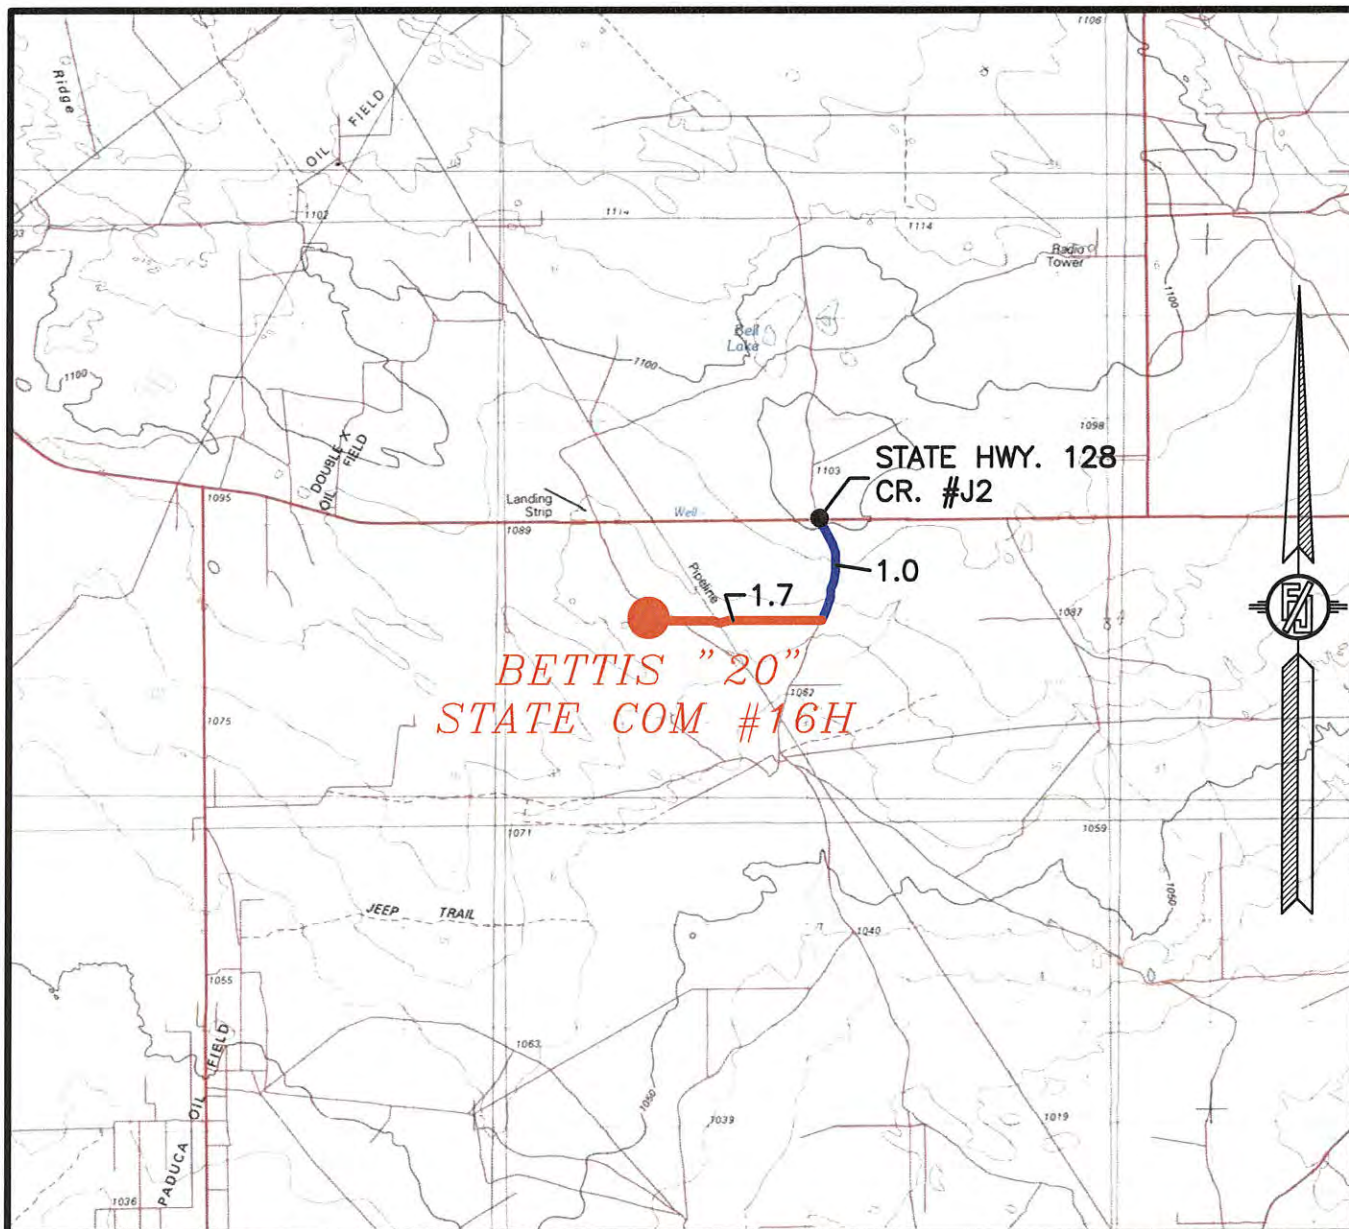 1106
Ridge
OIL FIELD
1102
1114
1114
Radio
Tower
1100
Bell
Lake
1100
1100
1098
DOUBLE X
OIL FIELD
1103
STATE HWY. 128
CR. #J2
1095
Landing
Strip
Well
1089
Pipeline
1.0
1.7
1087
BETTIS "20"
STATE COM #16H
1062
1075
1071
1059
1050
JEEP TRAIL
1040
1055
PADUCA OIL FIELD
1063
1050
1039
1019
1036